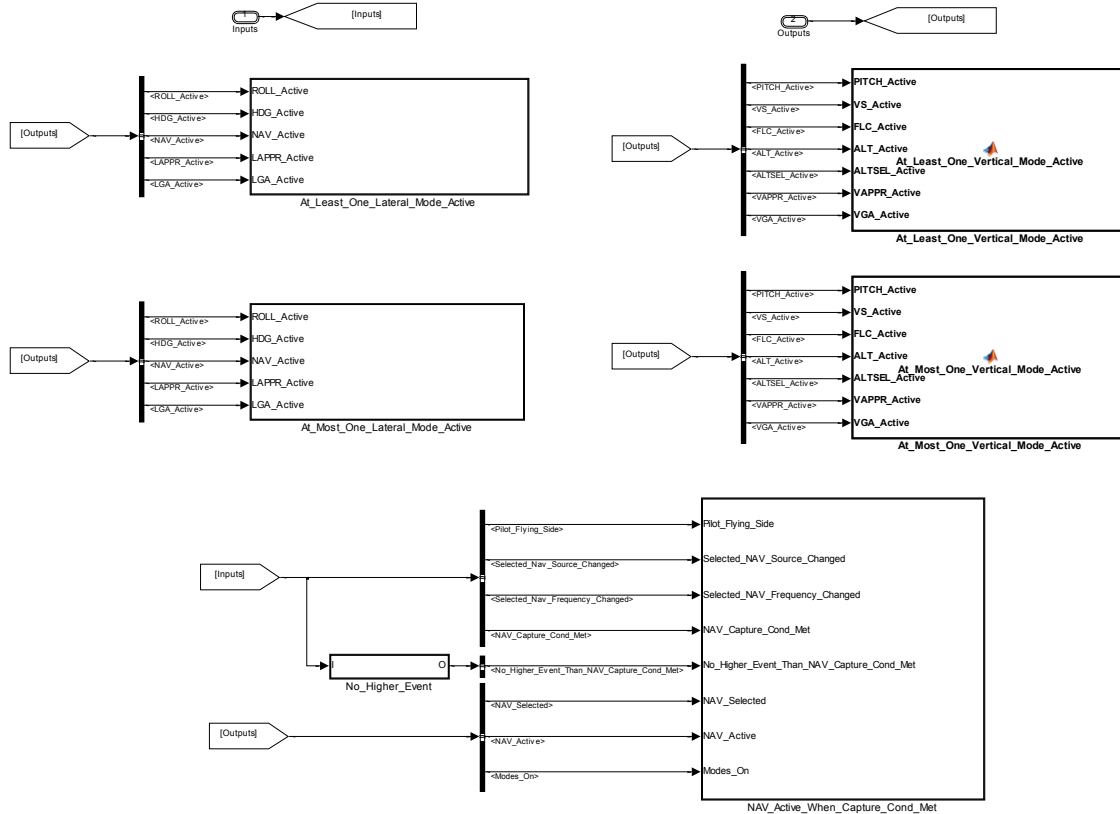 1
[Inputs]
Inputs
2
[Outputs]
Outputs
[Outputs]
<ROLL_Active>
<HDG_Active>
<NAV_Active>
<LAPPR_Active>
<LGA_Active>
ROLL_Active
HDG_Active
NAV_Active
LAPPR_Active
LGA_Active
At_Least_One_Lateral_Mode_Active
[Outputs]
<PITCH_Active>
<VS_Active>
<FLC_Active>
<ALT_Active>
<ALTSEL_Active>
<VAPPR_Active>
<VGA_Active>
PITCH_Active
VS_Active
FLC_Active
ALT_Active
ALTSEL_Active
VAPPR_Active
VGA_Active
At_Least_One_Vertical_Mode_Active
At_Least_One_Vertical_Mode_Active
[Outputs]
<ROLL_Active>
<HDG_Active>
<NAV_Active>
<LAPPR_Active>
<LGA_Active>
ROLL_Active
HDG_Active
NAV_Active
LAPPR_Active
LGA_Active
At_Most_One_Lateral_Mode_Active
[Outputs]
<PITCH_Active>
<VS_Active>
<FLC_Active>
<ALT_Active>
<ALTSEL_Active>
<VAPPR_Active>
<VGA_Active>
PITCH_Active
VS_Active
FLC_Active
ALT_Active
ALTSEL_Active
VAPPR_Active
VGA_Active
At_Most_One_Vertical_Mode_Active
At_Most_One_Vertical_Mode_Active
[Inputs]
I
O
No_Higher_Event
[Outputs]
<Pilot_Flying_Side>
<Selected_Nav_Source_Changed>
<Selected_Nav_Frequency_Changed>
<NAV_Capture_Cond_Met>
<No_Higher_Event_Than_NAV_Capture_Cond_Met>
<NAV_Selected>
<NAV_Active>
<Modes_On>
Pilot_Flying_Side
Selected_NAV_Source_Changed
Selected_NAV_Frequency_Changed
NAV_Capture_Cond_Met
No_Higher_Event_Than_NAV_Capture_Cond_Met
NAV_Selected
NAV_Active
Modes_On
NAV_Active_When_Capture_Cond_Met